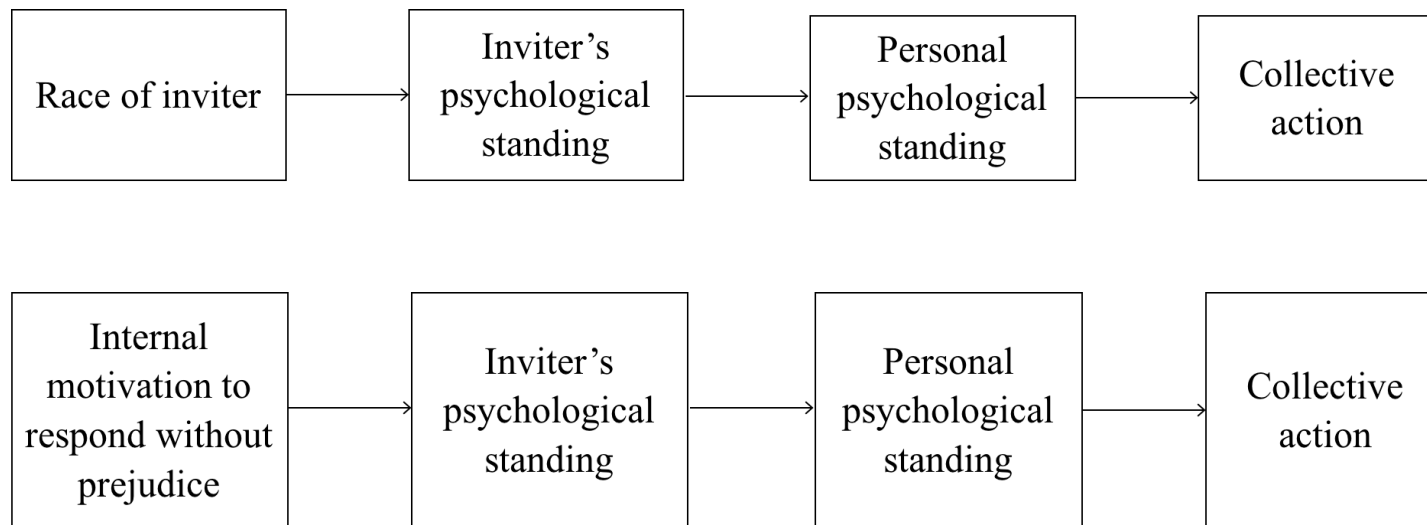 Race of inviter
Inviter’s
psychological
standing
Personal
psychological
standing
Collective
action
Internal
motivation to
respond without
prejudice
Inviter’s
psychological
standing
Personal
psychological
standing
Collective
action